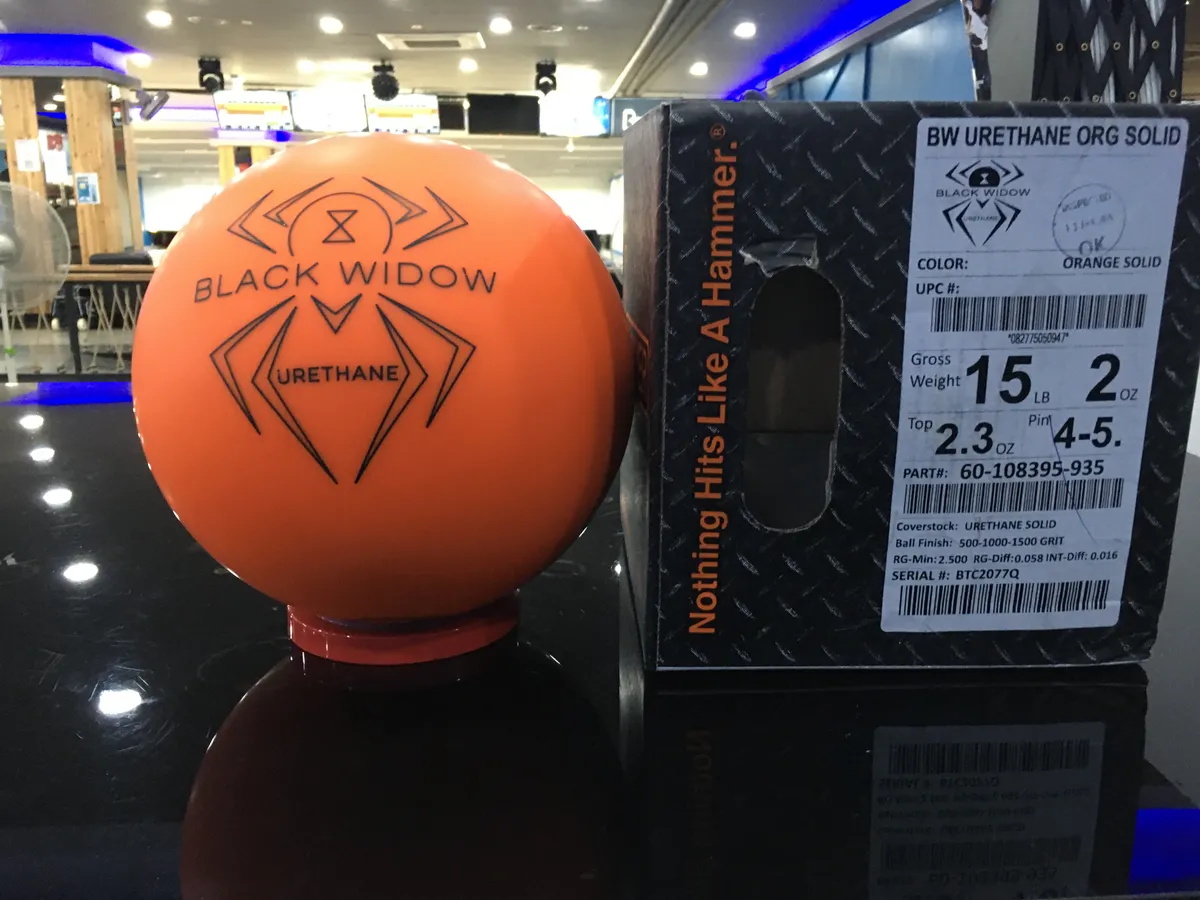 BLACK WIDOW
URETHANE
Nothing Hits Like A Hammer.®
BW URETHANE ORG SOLID
BLACK WIDOW
URETHANE
OK
COLOR: ORANGE SOLID
UPC #:
*082775050947*
Gross Weight 15 LB 2 OZ
Top 2.3 OZ Pin 4-5.
PART#: 60-108395-935
Coverstock: URETHANE SOLID
Ball Finish: 500-1000-1500 GRIT
RG-Min: 2.500 RG-Diff: 0.058 INT-Diff: 0.016
SERIAL #: BTC2077Q